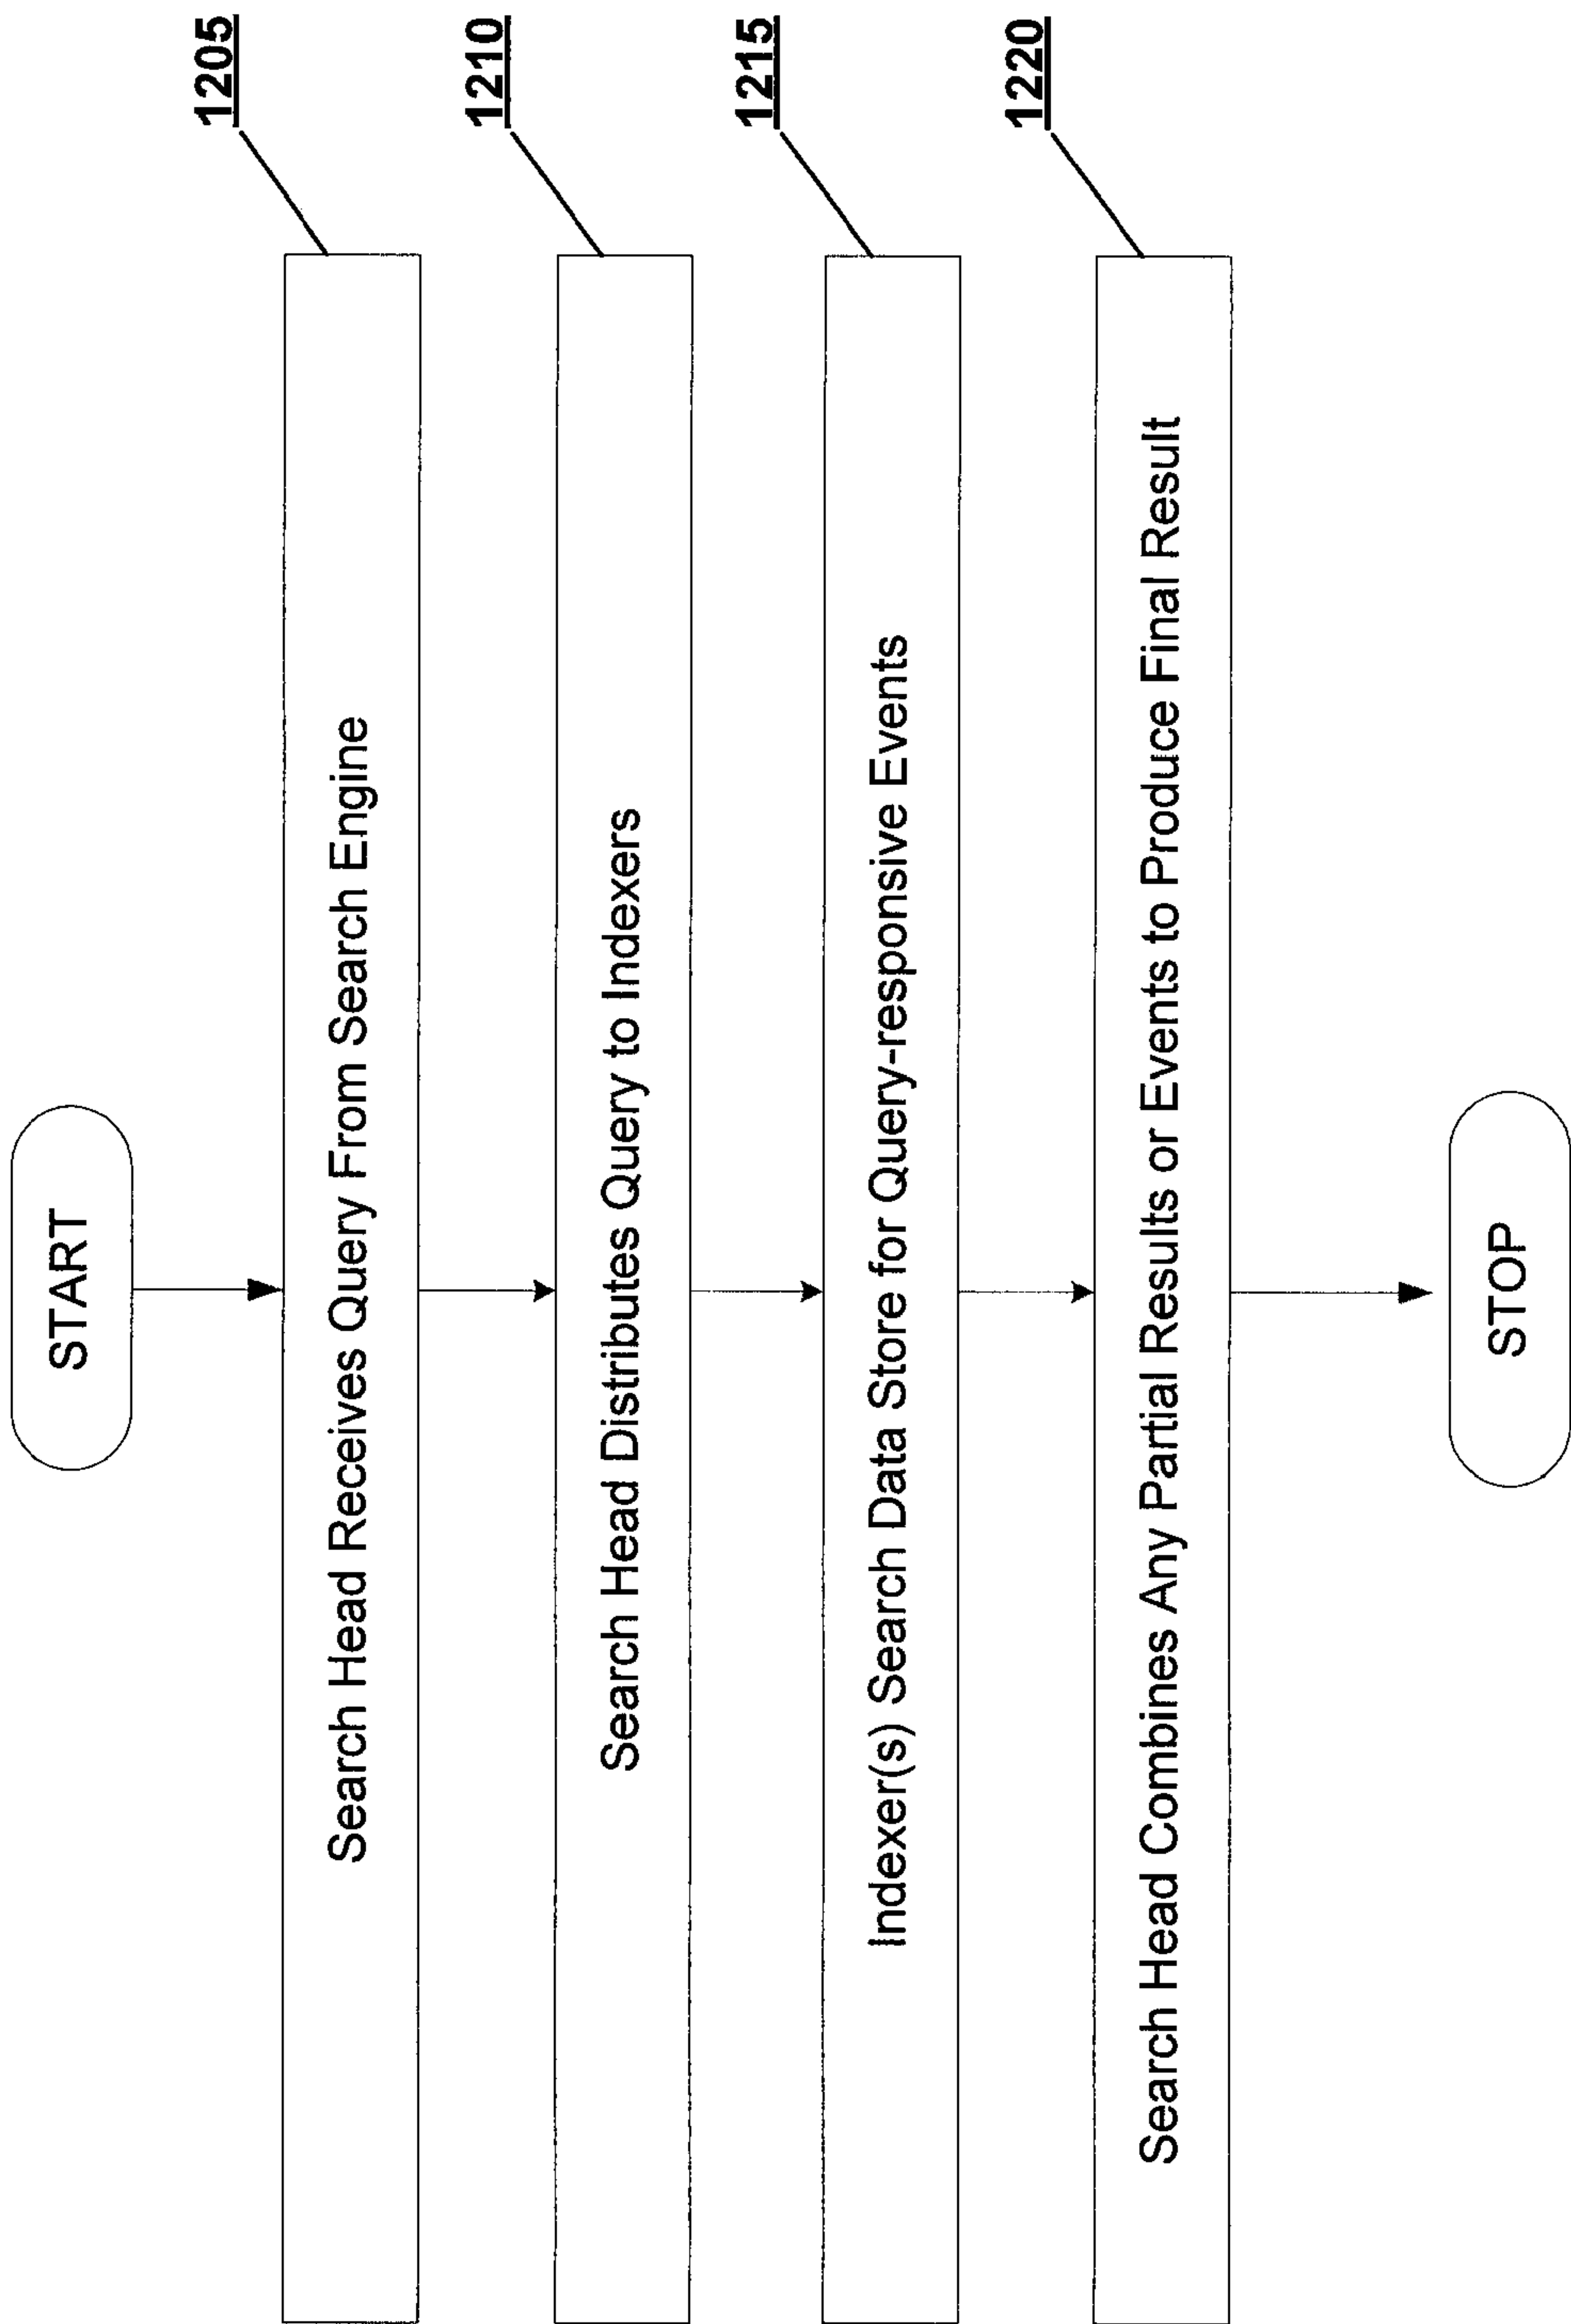 START
1205
Search Head Receives Query From Search Engine
1210
Search Head Distributes Query to Indexers
1215
Indexer(s) Search Data Store for Query-responsive Events
1220
Search Head Combines Any Partial Results or Events to Produce Final Result
STOP